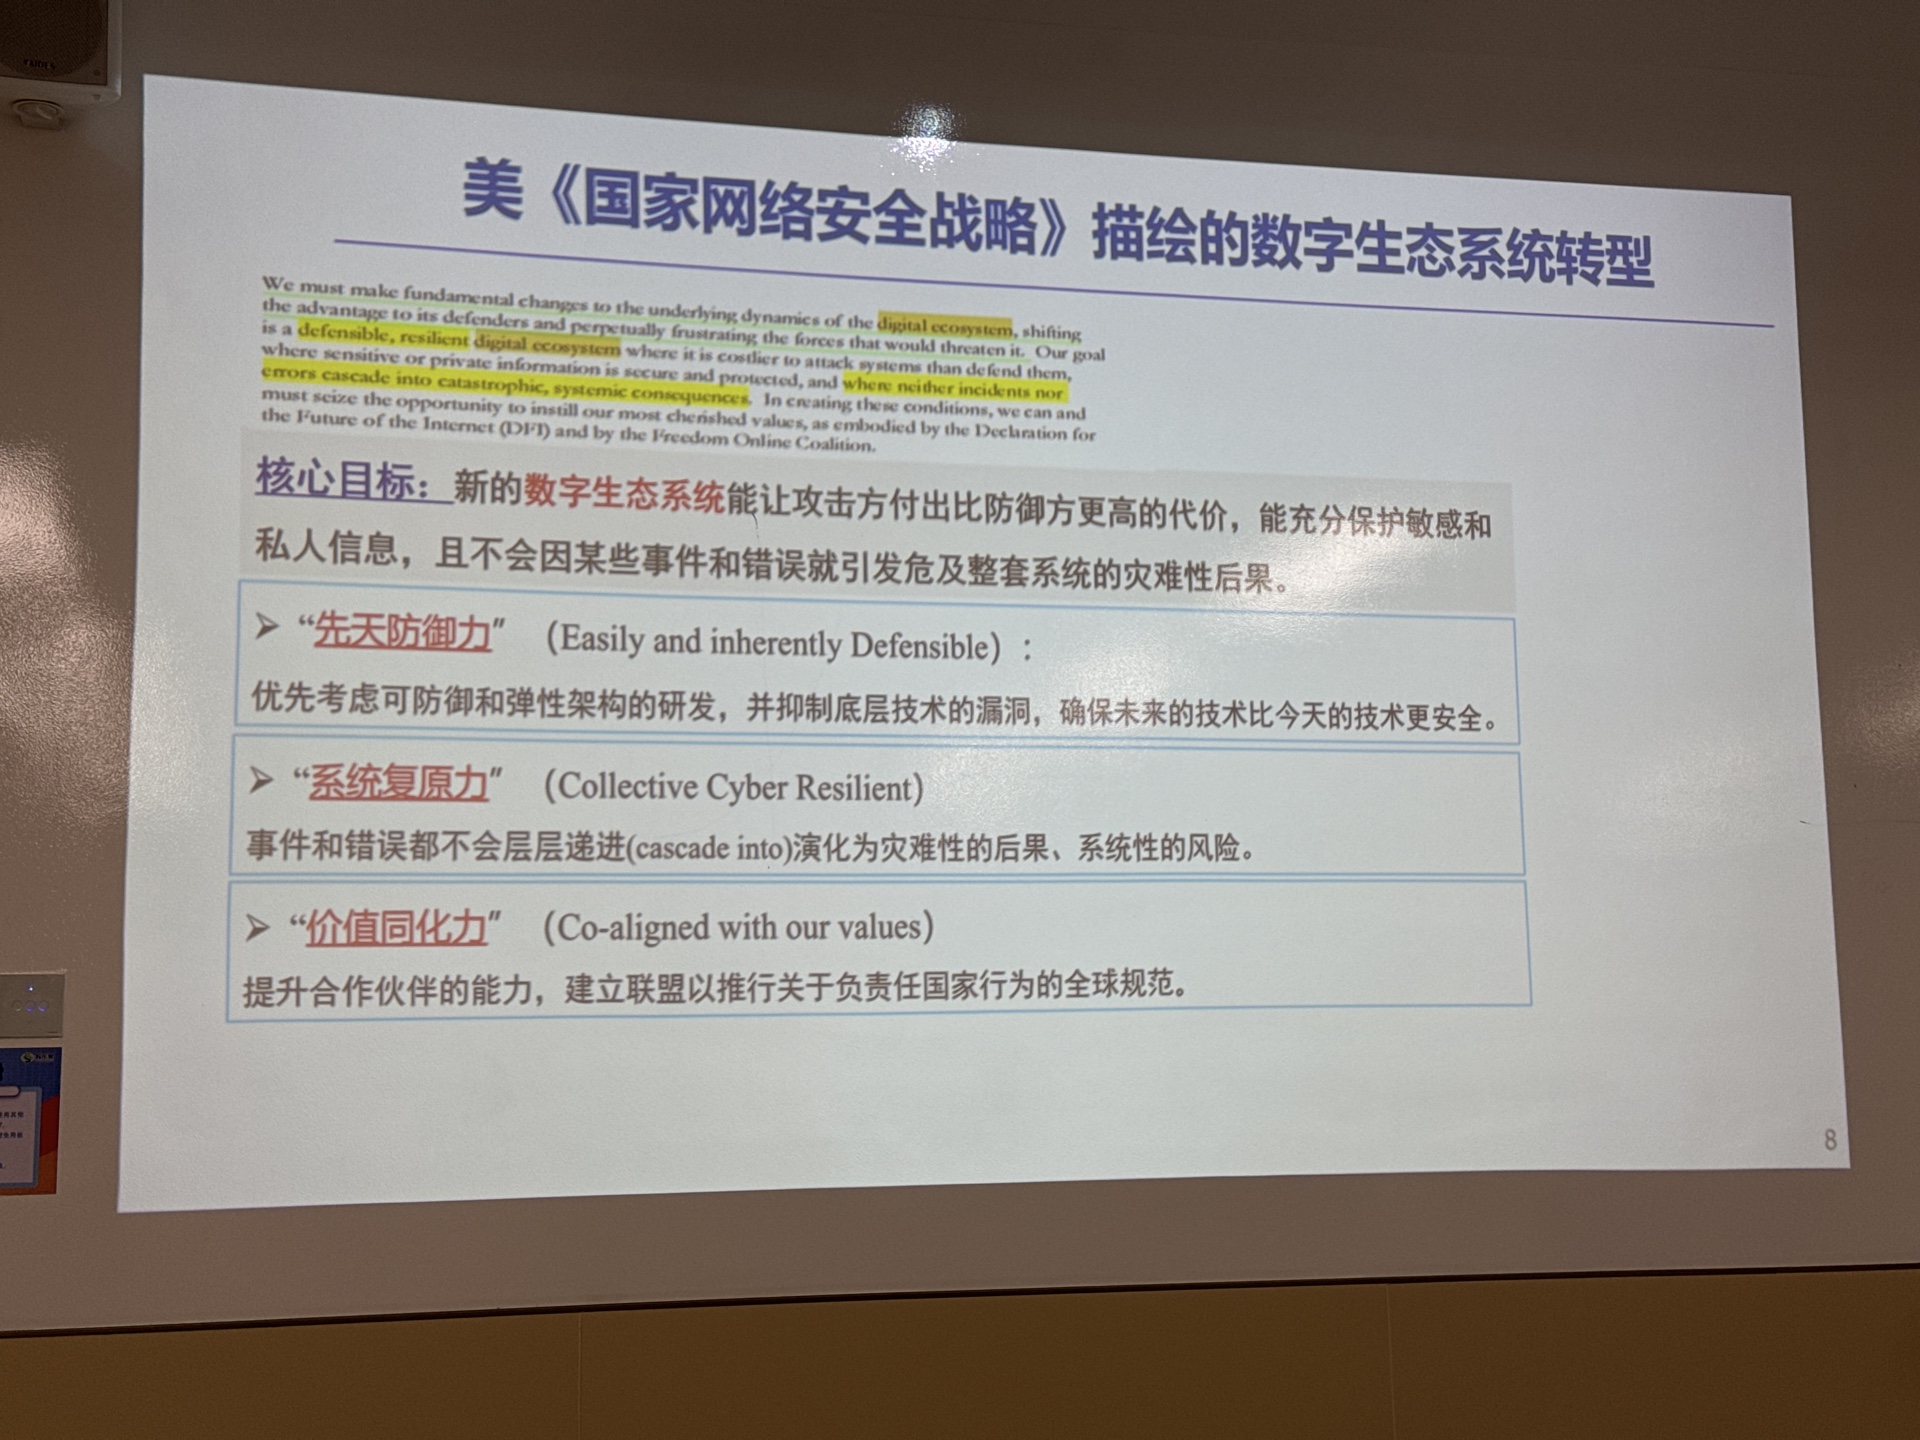 美《国家网络安全战略》描绘的数字生态系统转型
We must make fundamental changes to the underlying dynamics of the digital ecosystem, shifting
the advantage to its defenders and perpetually frustrating the forces that would threaten it. Our goal
is a defensible, resilient digital ecosystem where it is costlier to attack systems than defend them,
where sensitive or private information is secure and protected, and where neither incidents nor
errors cascade into catastrophic, systemic consequences. In creating these conditions, we can and
must seize the opportunity to instill our most cherished values, as embodied by the Declaration for
the Future of the Internet (DFI) and by the Freedom Online Coalition.
核心目标：新的数字生态系统能让攻击方付出比防御方更高的代价，能充分保护敏感和
私人信息，且不会因某些事件和错误就引发危及整套系统的灾难性后果。
➢ “先天防御力” （Easily and inherently Defensible）：
优先考虑可防御和弹性架构的研发，并抑制底层技术的漏洞，确保未来的技术比今天的技术更安全。
➢ “系统复原力” （Collective Cyber Resilient）
事件和错误都不会层层递进(cascade into)演化为灾难性的后果、系统性的风险。
➢ “价值同化力” （Co-aligned with our values）
提升合作伙伴的能力，建立联盟以推行关于负责任国家行为的全球规范。
8